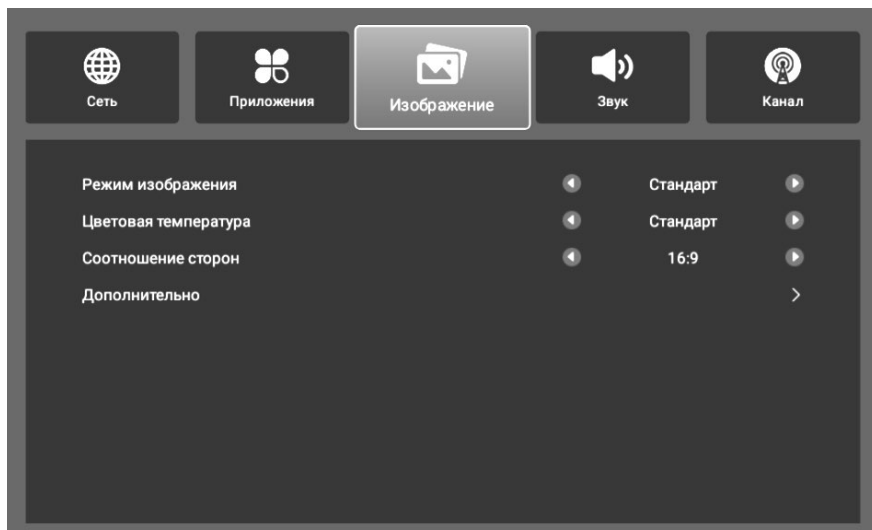 Сеть
Приложения
Изображение
Звук
Канал
Режим изображения Стандарт
Цветовая температура Стандарт
Соотношение сторон 16:9
Дополнительно